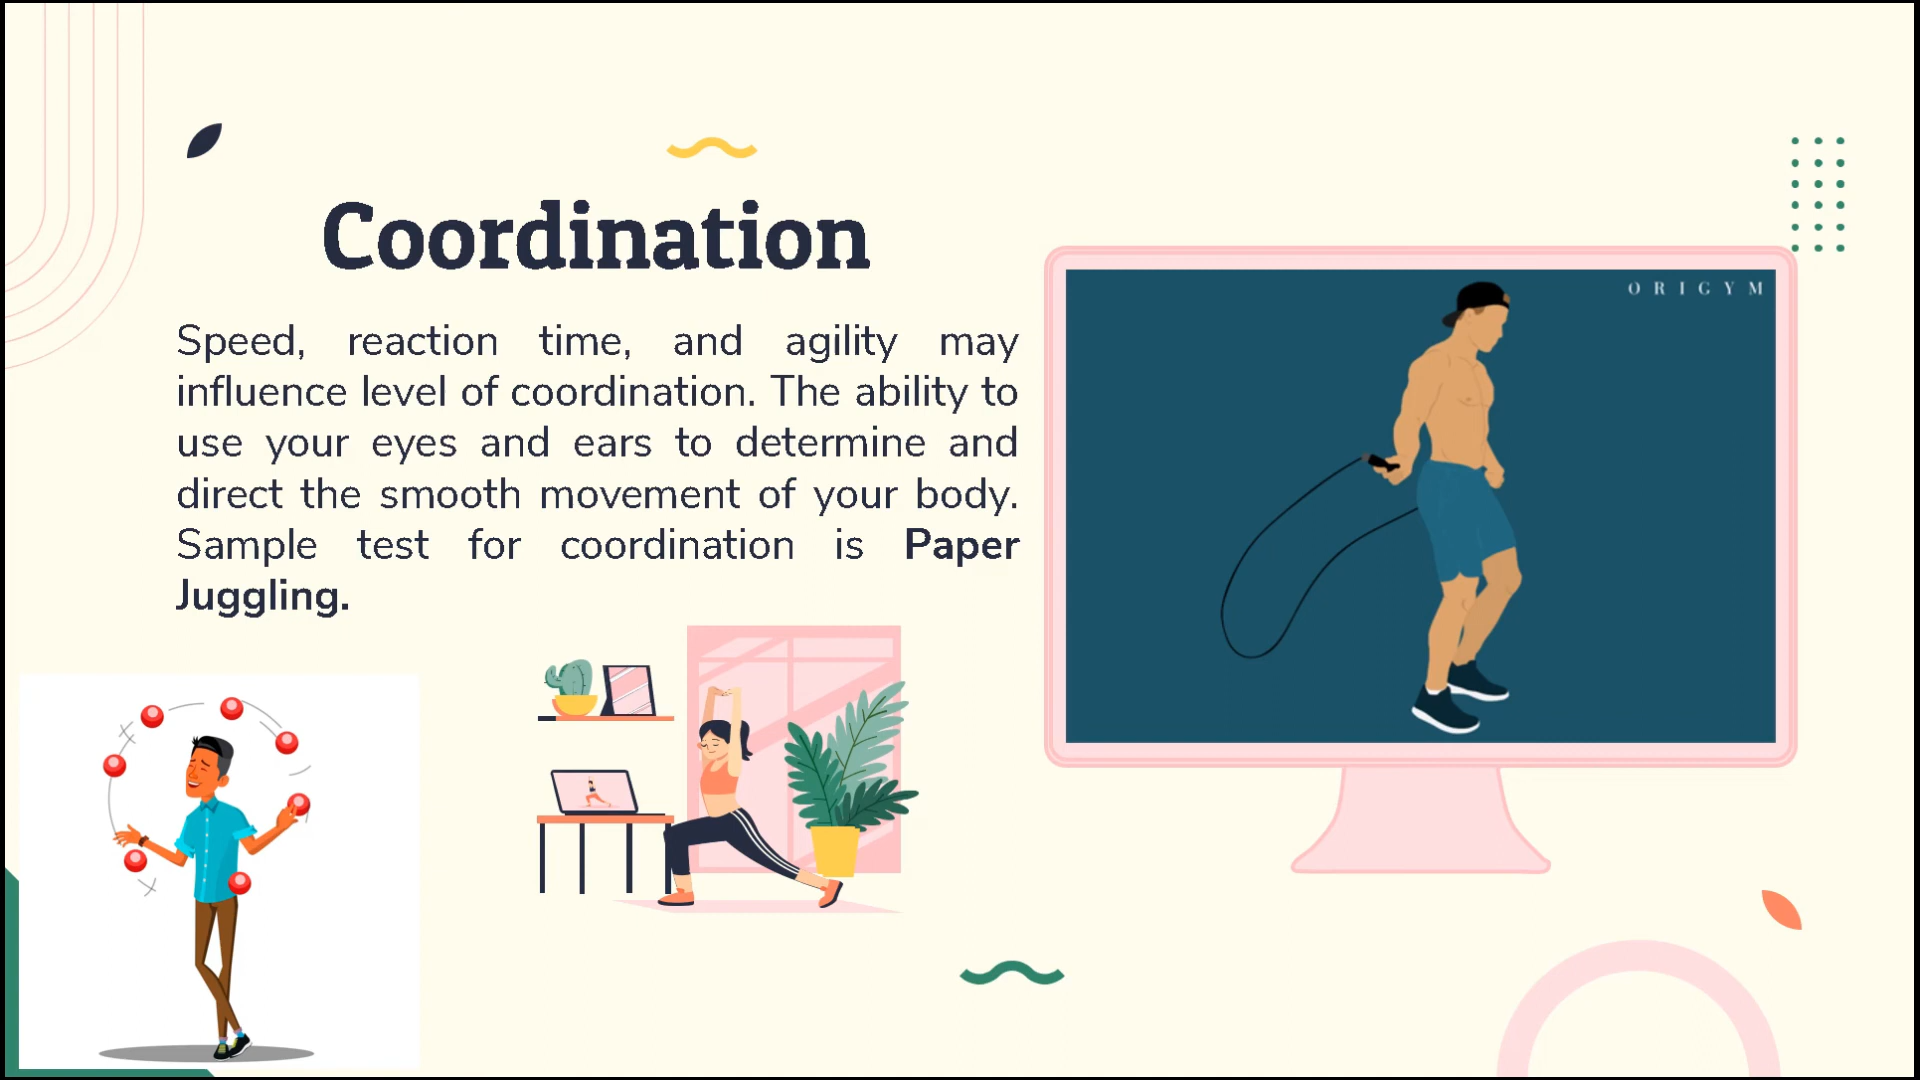 Coordination
Speed, reaction time, and agility may
influence level of coordination. The ability to
use your eyes and ears to determine and
direct the smooth movement of your body.
Sample test for coordination is Paper
Juggling.
ORIGYM